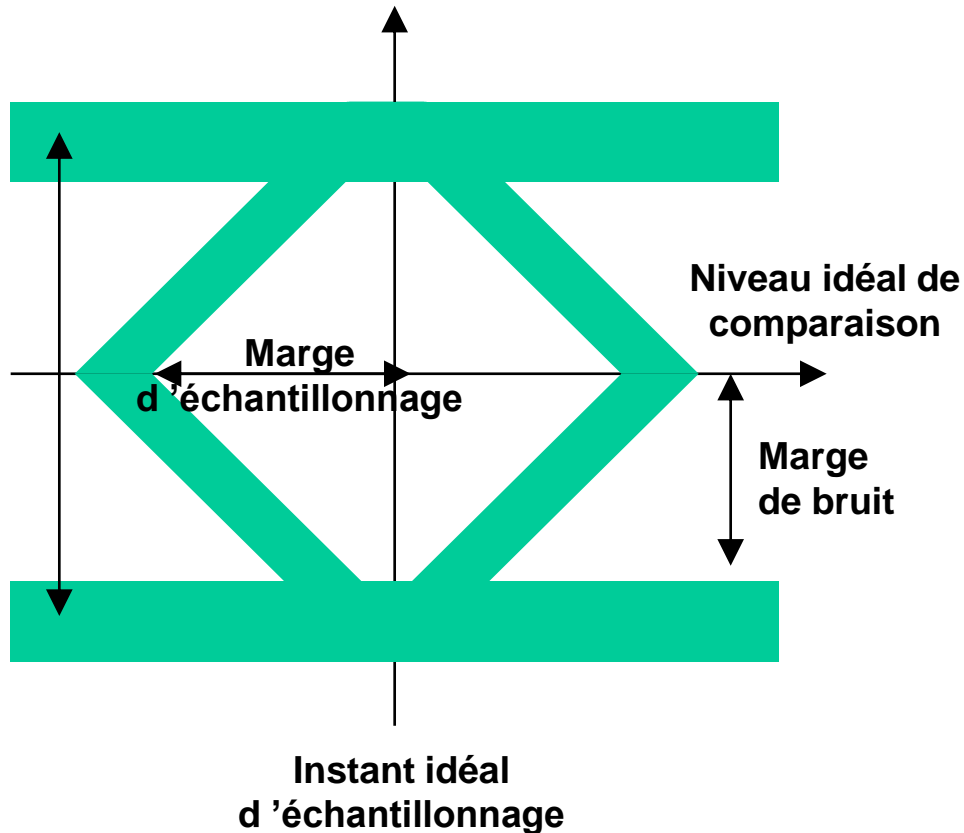 Niveau idéal de
comparaison
Marge
d ’échantillonnage
Marge
de bruit
Instant idéal
d ’échantillonnage